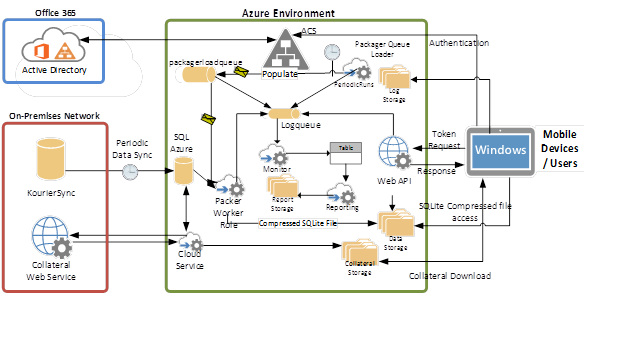 Office 365
Active Directory
On-Premises Network
KourierSync
Collateral
Web Service
Periodic
Data Sync
Azure Environment
ACS
packagerloadqueue
Populate
Packager Queue
Loader
PeriodicRuns
Log
Storage
Logqueue
SQL
Azure
Monitor
Table
Packer
Worker
Role
Report
Storage
Reporting
Web API
Compressed SQLite File
Data
Storage
Cloud
Service
Collateral
Storage
Authentication
Token
Request
Response
Windows
Mobile
Devices
/ Users
SQLite Compressed file
access
Collateral Download